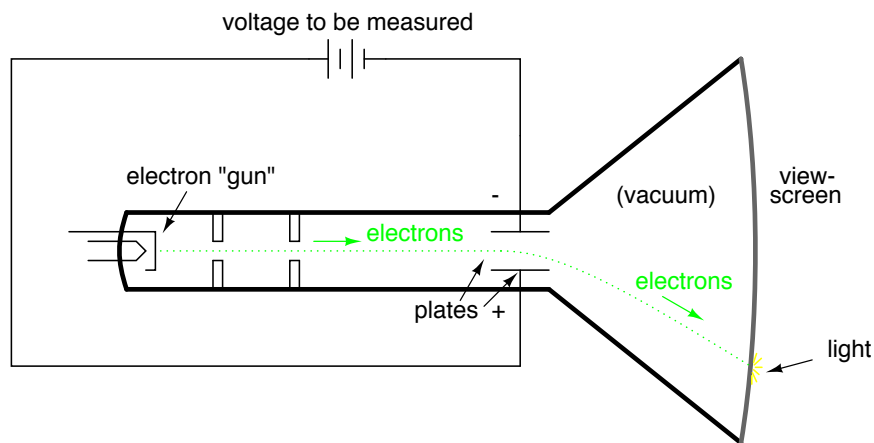 voltage to be measured
electron "gun"
-
(vacuum)
view-
screen
electrons
electrons
plates +
light